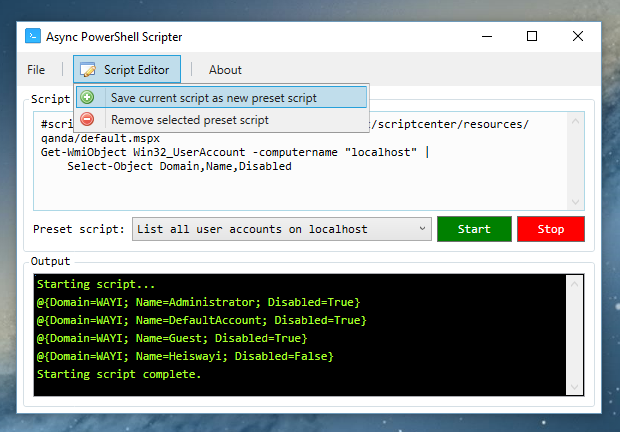 Async PowerShell Scripter
File
Script Editor
About
Save current script as new preset script
Remove selected preset script
Script
#scri
/scriptcenter/resources/
qanda/default.mspx
Get-WmiObject Win32_UserAccount -computername "localhost" |
    Select-Object Domain,Name,Disabled
Preset script: List all user accounts on localhost Start Stop
Output
Starting script...
@{Domain=WAYI; Name=Administrator; Disabled=True}
@{Domain=WAYI; Name=DefaultAccount; Disabled=True}
@{Domain=WAYI; Name=Guest; Disabled=True}
@{Domain=WAYI; Name=Heiswayi; Disabled=False}
Starting script complete.